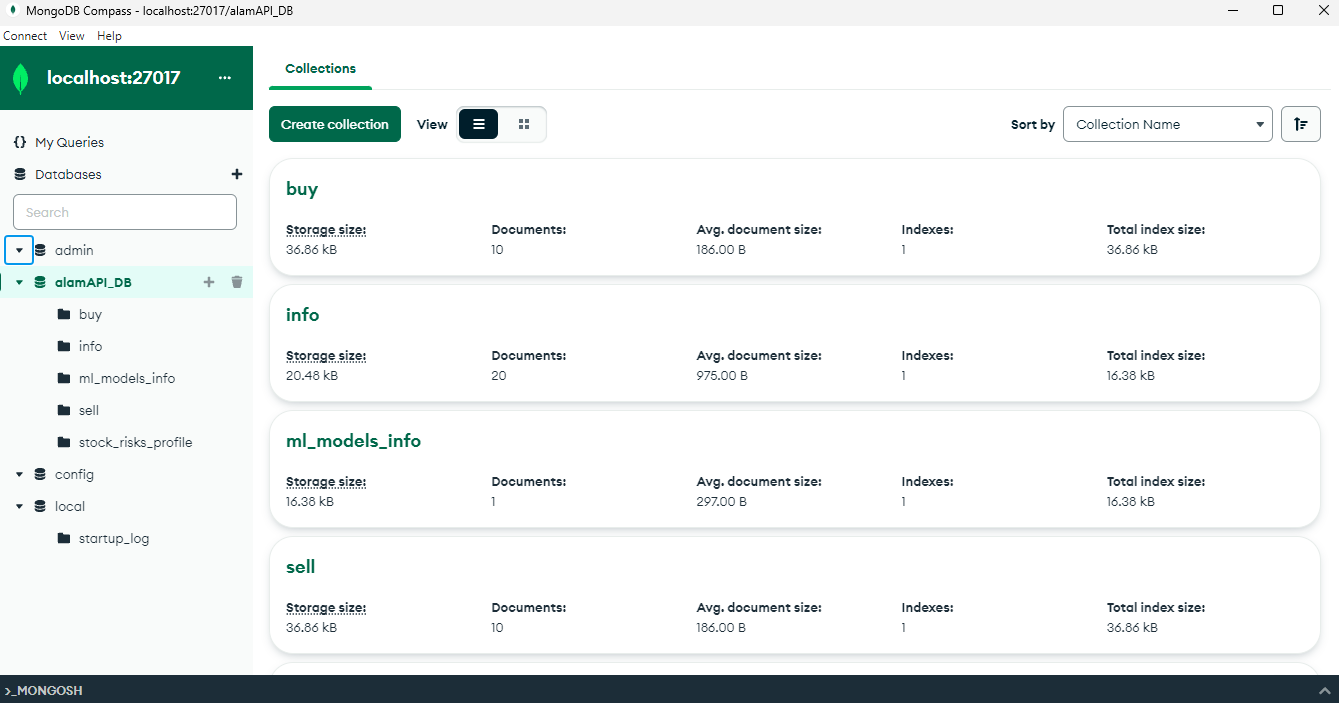 MongoDB Compass - localhost:27017/alamAPI_DB
Connect View Help
localhost:27017 ...
{} My Queries
Databases +
Search
admin
alamAPI_DB +
buy
info
ml_models_info
sell
stock_risks_profile
config
local
startup_log
Collections
Create collection View Sort by Collection Name
buy
Storage size: Documents: Avg. document size: Indexes: Total index size:
36.86 kB 10 186.00 B 1 36.86 kB
info
Storage size: Documents: Avg. document size: Indexes: Total index size:
20.48 kB 20 975.00 B 1 16.38 kB
ml_models_info
Storage size: Documents: Avg. document size: Indexes: Total index size:
16.38 kB 1 297.00 B 1 16.38 kB
sell
Storage size: Documents: Avg. document size: Indexes: Total index size:
36.86 kB 10 186.00 B 1 36.86 kB
>_MONGOSH